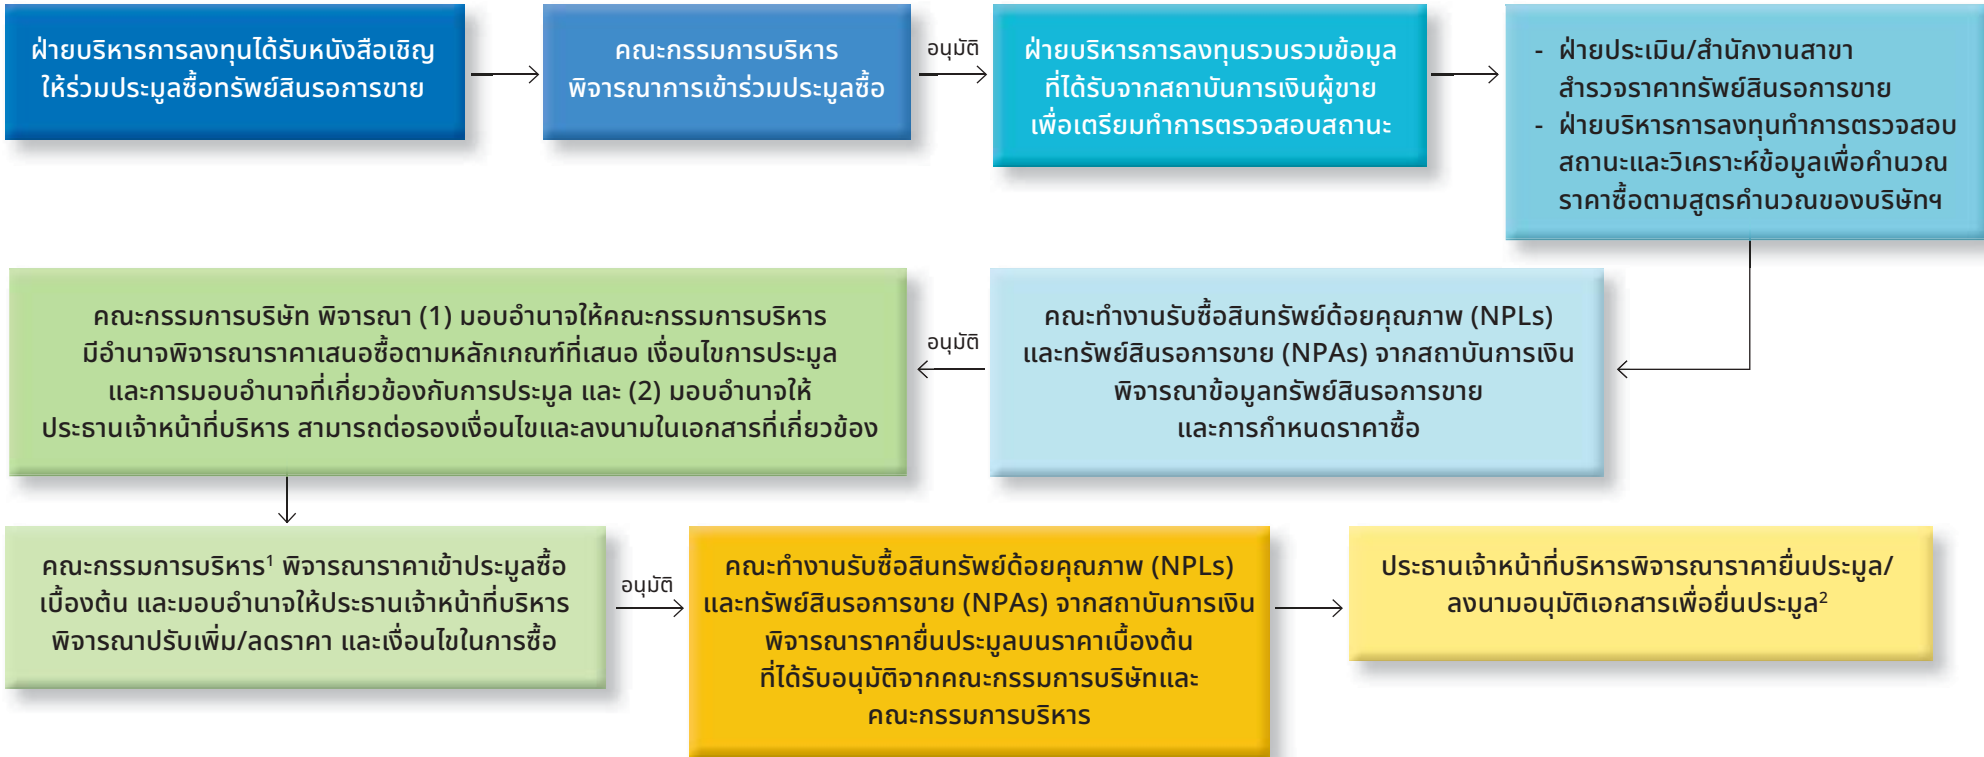 ฝ่ายบริหารการลงทุนได้รับหนังสือเชิญ
ให้ร่วมประมูลซื้อทรัพย์สินรอการขาย
คณะกรรมการบริหาร
พิจารณาการเข้าร่วมประมูลซื้อ
อนุมัติ
ฝ่ายบริหารการลงทุนรวบรวมข้อมูล
ที่ได้รับจากสถาบันการเงินผู้ขาย
เพื่อเตรียมทำการตรวจสอบสถานะ
- ฝ่ายประเมิน/สำนักงานสาขา
สำรวจราคาทรัพย์สินรอการขาย
- ฝ่ายบริหารการลงทุนทำการตรวจสอบ
สถานะและวิเคราะห์ข้อมูลเพื่อคำนวณ
ราคาซื้อตามสูตรคำนวณของบริษัทฯ
คณะทำงานรับซื้อสินทรัพย์ด้อยคุณภาพ (NPLs)
และทรัพย์สินรอการขาย (NPAs) จากสถาบันการเงิน
พิจารณาข้อมูลทรัพย์สินรอการขาย
และการกำหนดราคาซื้อ
อนุมัติ
คณะกรรมการบริษัท พิจารณา (1) มอบอำนาจให้คณะกรรมการบริหาร
มีอำนาจพิจารณาราคาเสนอซื้อตามหลักเกณฑ์ที่เสนอ เงื่อนไขการประมูล
และการมอบอำนาจที่เกี่ยวข้องกับการประมูล และ (2) มอบอำนาจให้
ประธานเจ้าหน้าที่บริหาร สามารถต่อรองเงื่อนไขและลงนามในเอกสารที่เกี่ยวข้อง
คณะกรรมการบริหาร¹ พิจารณาราคาเข้าประมูลซื้อ
เบื้องต้น และมอบอำนาจให้ประธานเจ้าหน้าที่บริหาร
พิจารณาปรับเพิ่ม/ลดราคา และเงื่อนไขในการซื้อ
อนุมัติ
คณะทำงานรับซื้อสินทรัพย์ด้อยคุณภาพ (NPLs)
และทรัพย์สินรอการขาย (NPAs) จากสถาบันการเงิน
พิจารณาราคายื่นประมูลบนราคาเบื้องต้น
ที่ได้รับอนุมัติจากคณะกรรมการบริษัทและ
คณะกรรมการบริหาร
ประธานเจ้าหน้าที่บริหารพิจารณาราคายื่นประมูล/
ลงนามอนุมัติเอกสารเพื่อยื่นประมูล²